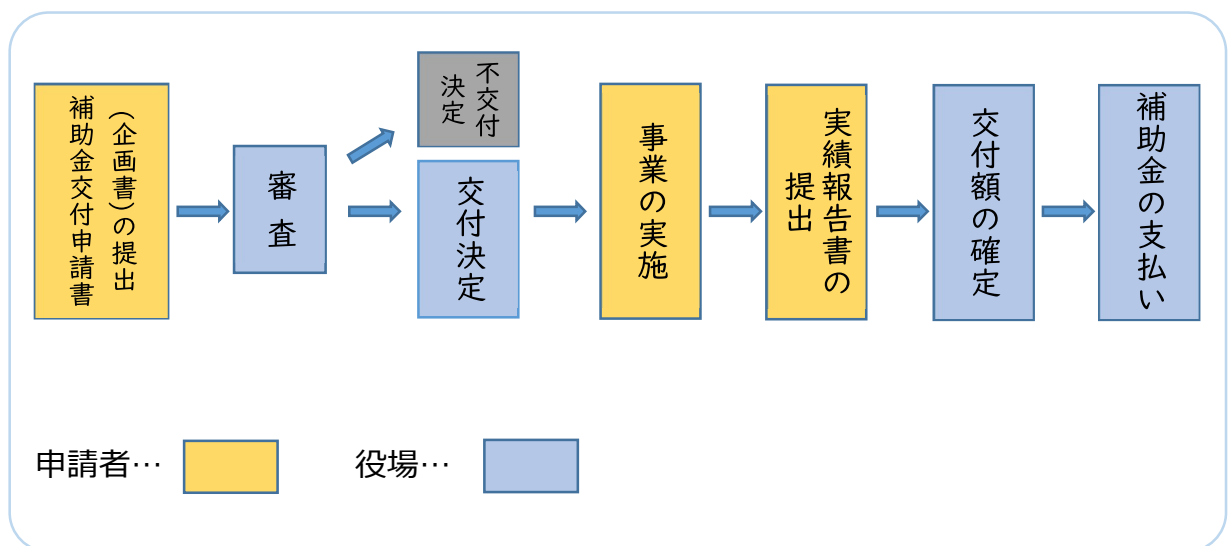 補助金交付申請書
（企画書）の提出
審査
不交付
決定
交付決定
事業の実施
実績報告書の
提出
交付額の確定
補助金の支払い
申請者…
役場…